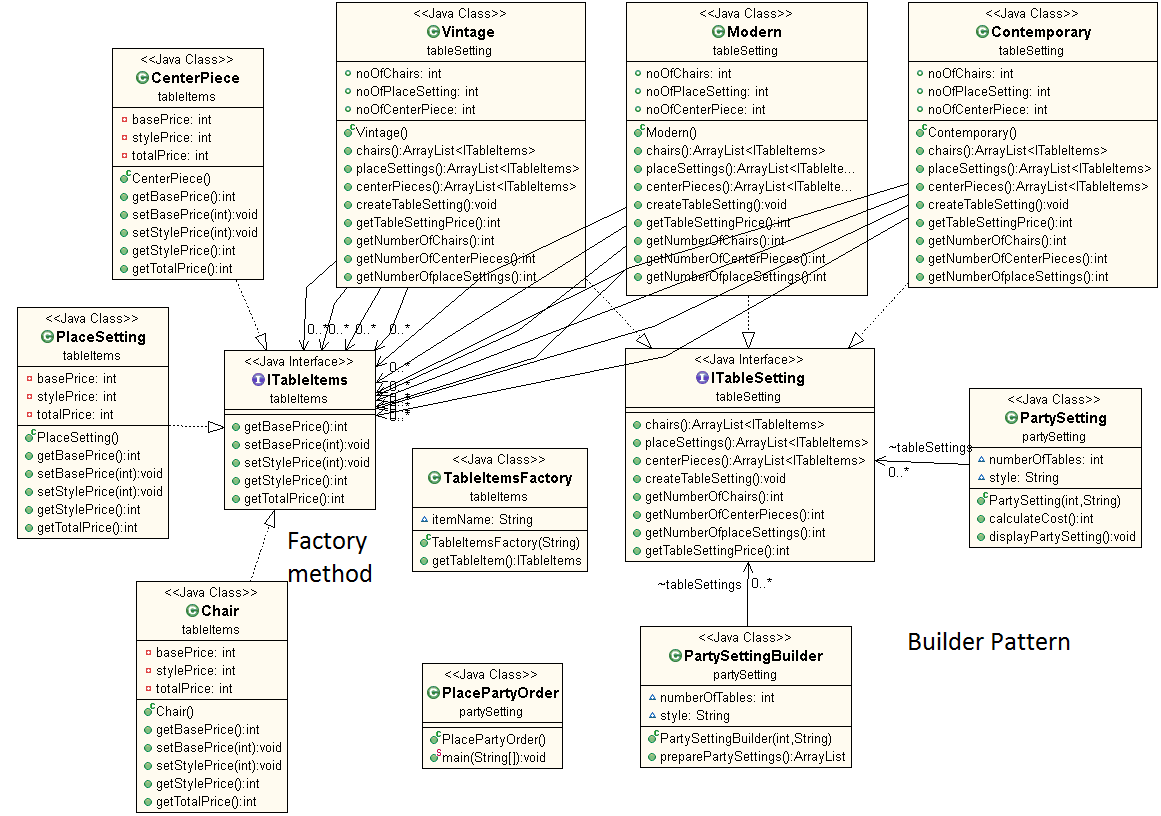 <<Java Class>>
CenterPiece
tableItems
basePrice: int
stylePrice: int
totalPrice: int
CenterPiece()
getBasePrice():int
setBasePrice(int):void
setStylePrice(int):void
getStylePrice():int
getTotalPrice():int
<<Java Class>>
Vintage
tableSetting
noOfChairs: int
noOfPlaceSetting: int
noOfCenterPiece: int
Vintage()
chairs():ArrayList<ITableItems>
placeSettings():ArrayList<ITableItems>
centerPieces():ArrayList<ITableItems>
createTableSetting():void
getTableSettingPrice():int
getNumberOfChairs():int
getNumberOfCenterPieces():int
getNumberOfplaceSettings():int
<<Java Class>>
Modern
tableSetting
noOfChairs: int
noOfPlaceSetting: int
noOfCenterPiece: int
Modern()
chairs():ArrayList<ITableItems>
placeSettings():ArrayList<ITableIte...
centerPieces():ArrayList<ITableIte...
createTableSetting():void
getTableSettingPrice():int
getNumberOfChairs():int
getNumberOfCenterPieces():int
getNumberOfplaceSettings():int
<<Java Class>>
Contemporary
tableSetting
noOfChairs: int
noOfPlaceSetting: int
noOfCenterPiece: int
Contemporary()
chairs():ArrayList<ITableItems>
placeSettings():ArrayList<ITableItems>
centerPieces():ArrayList<ITableItems>
createTableSetting():void
getTableSettingPrice():int
getNumberOfChairs():int
getNumberOfCenterPieces():int
getNumberOfplaceSettings():int
<<Java Class>>
PlaceSetting
tableItems
basePrice: int
stylePrice: int
totalPrice: int
PlaceSetting()
getBasePrice():int
setBasePrice(int):void
setStylePrice(int):void
getStylePrice():int
getTotalPrice():int
0..*
0..*
0..*
0..*
0..*
<<Java Interface>>
ITableItems
tableItems
getBasePrice():int
setBasePrice(int):void
setStylePrice(int):void
getStylePrice():int
getTotalPrice():int
<<Java Interface>>
ITableSetting
tableSetting
chairs():ArrayList<ITableItems>
placeSettings():ArrayList<ITableItems>
centerPieces():ArrayList<ITableItems>
createTableSetting():void
getNumberOfChairs():int
getNumberOfCenterPieces():int
getNumberOfplaceSettings():int
getTableSettingPrice():int
~tableSettings
0..*
<<Java Class>>
PartySetting
partySetting
numberOfTables: int
style: String
PartySetting(int,String)
calculateCost():int
displayPartySetting():void
<<Java Class>>
TableItemsFactory
tableItems
itemName: String
TableItemsFactory(String)
getTableItem():ITableItems
Factory
method
<<Java Class>>
Chair
tableItems
basePrice: int
stylePrice: int
totalPrice: int
Chair()
getBasePrice():int
setBasePrice(int):void
setStylePrice(int):void
getStylePrice():int
getTotalPrice():int
~tableSettings
0..*
<<Java Class>>
PartySettingBuilder
partySetting
numberOfTables: int
style: String
PartySettingBuilder(int,String)
preparePartySettings():ArrayList
Builder Pattern
<<Java Class>>
PlacePartyOrder
partySetting
PlacePartyOrder()
main(String[]):void